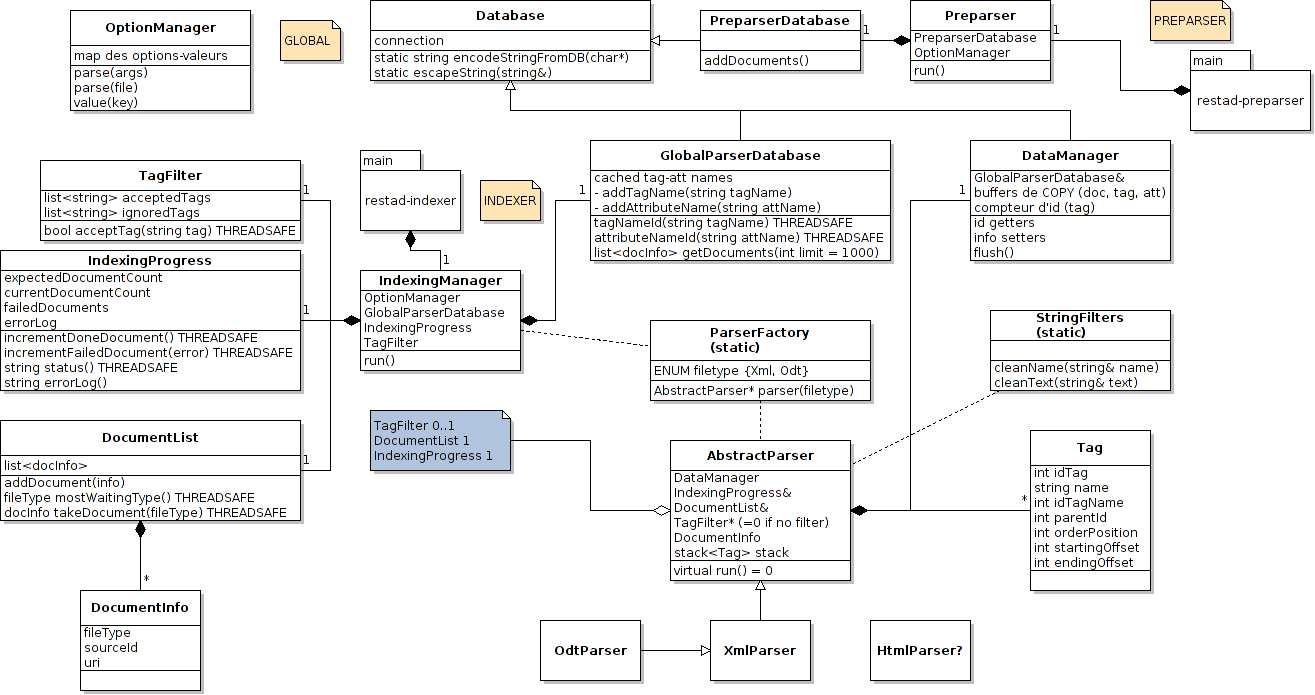 OptionManager
map des options-valeurs
parse(args)
parse(file)
value(key)
GLOBAL
Database
connection
static string encodeStringFromDB(char*)
static escapeString(string&)
PreparserDatabase
addDocuments()
1
Preparser
PreparserDatabase
OptionManager
run()
1
PREPARSER
main
restad-preparser
TagFilter
list<string> acceptedTags
list<string> ignoredTags
bool acceptTag(string tag) THREADSAFE
1
main
restad-indexer
INDEXER
1
GlobalParserDatabase
cached tag-att names
- addTagName(string tagName)
- addAttributeName(string attName)
tagNameId(string tagName) THREADSAFE
attributeNameId(string attName) THREADSAFE
list<docInfo> getDocuments(int limit = 1000)
1
DataManager
GlobalParserDatabase&
buffers de COPY (doc, tag, att)
compteur d'id (tag)
id getters
info setters
flush()
IndexingProgress
expectedDocumentCount
currentDocumentCount
failedDocuments
errorLog
incrementDoneDocument() THREADSAFE
incrementFailedDocument(error) THREADSAFE
string status() THREADSAFE
string errorLog()
1
1
IndexingManager
OptionManager
GlobalParserDatabase
IndexingProgress
TagFilter
run()
ParserFactory
(static)
ENUM filetype {Xml, Odt}
AbstractParser* parser(filetype)
StringFilters
(static)
cleanName(string& name)
cleanText(string& text)
DocumentList
list<docInfo>
addDocument(info)
fileType mostWaitingType() THREADSAFE
docInfo takeDocument(fileType) THREADSAFE
1
TagFilter 0..1
DocumentList 1
IndexingProgress 1
AbstractParser
DataManager
IndexingProgress&
DocumentList&
TagFilter* (=0 if no filter)
DocumentInfo
stack<Tag> stack
virtual run() = 0
*
Tag
int idTag
string name
int idTagName
int parentId
int orderPosition
int startingOffset
int endingOffset
*
DocumentInfo
fileType
sourceId
uri
OdtParser
XmlParser
HtmlParser?